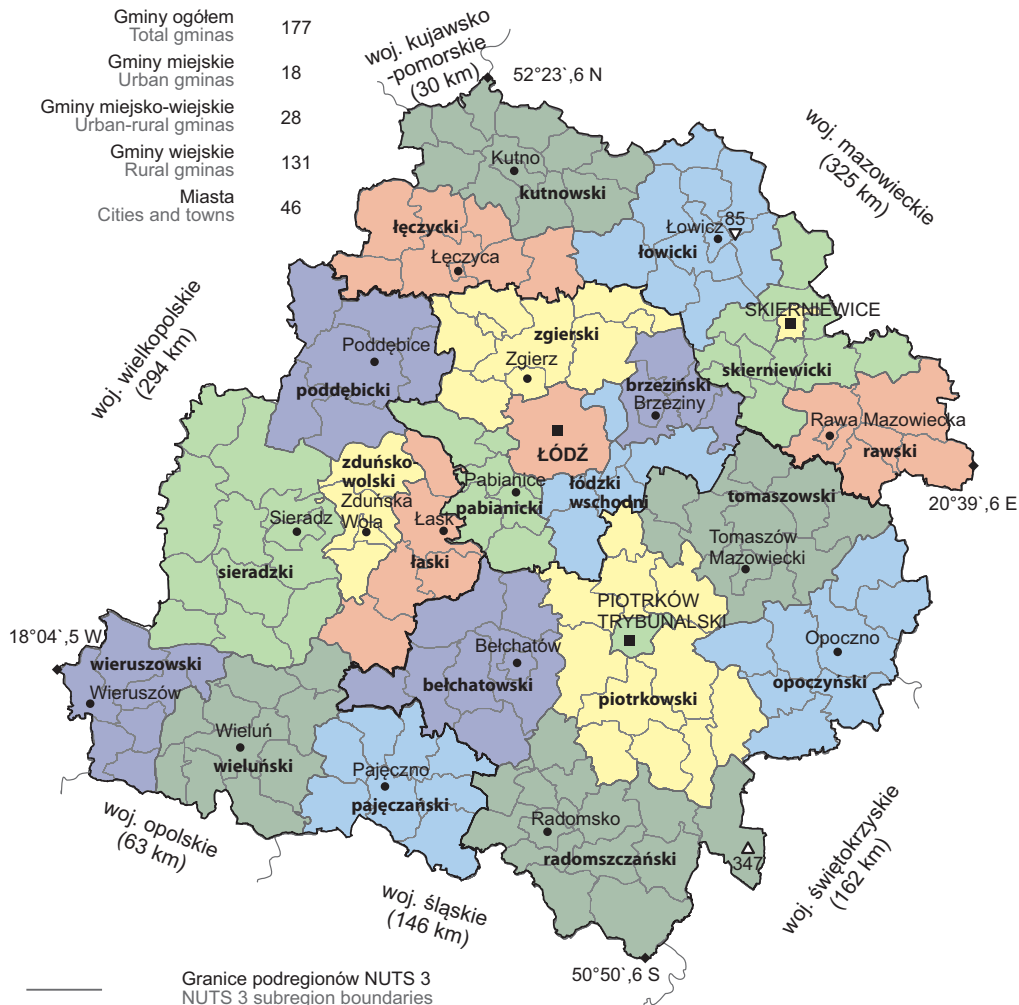 Gminy ogółem
Total gminas
177
Gminy miejskie
Urban gminas
18
Gminy miejsko-wiejskie
Urban-rural gminas
28
Gminy wiejskie
Rural gminas
131
Miasta
Cities and towns
46
woj. kujawsko
-pomorskie
(30 km)
52°23`,6 N
woj. mazowieckie
(325 km)
Kutno
kutnowski
łęczycki
Łęczyca
Łowicz
85
łowicki
SKIERNIEWICE
skierniewicki
woj. wielkopolskie
(294 km)
Poddębice
poddębicki
zgierski
Zgierz
brzeziński
Brzeziny
Rawa Mazowiecka
rawski
20°39`,6 E
ŁÓDŹ
zduńsko
wolski
Zduńska
Wola
Pabianice
pabianicki
łódzki
wschodni
tomaszowski
Tomaszów
Mazowiecki
Sieradz
sieradzki
Łask
łaski
PIOTRKÓW
TRYBUNALSKI
piotrkowski
Opoczno
opoczyński
18°04`,5 W
wieruszowski
Wieruszów
Bełchatów
bełchatowski
Wieluń
wieluński
Pajęczno
pajęczański
Radomsko
radomszczański
347
woj. opolskie
(63 km)
woj. śląskie
(146 km)
woj. świętokrzyskie
(162 km)
50°50`,6 S
Granice podregionów NUTS 3
NUTS 3 subregion boundaries